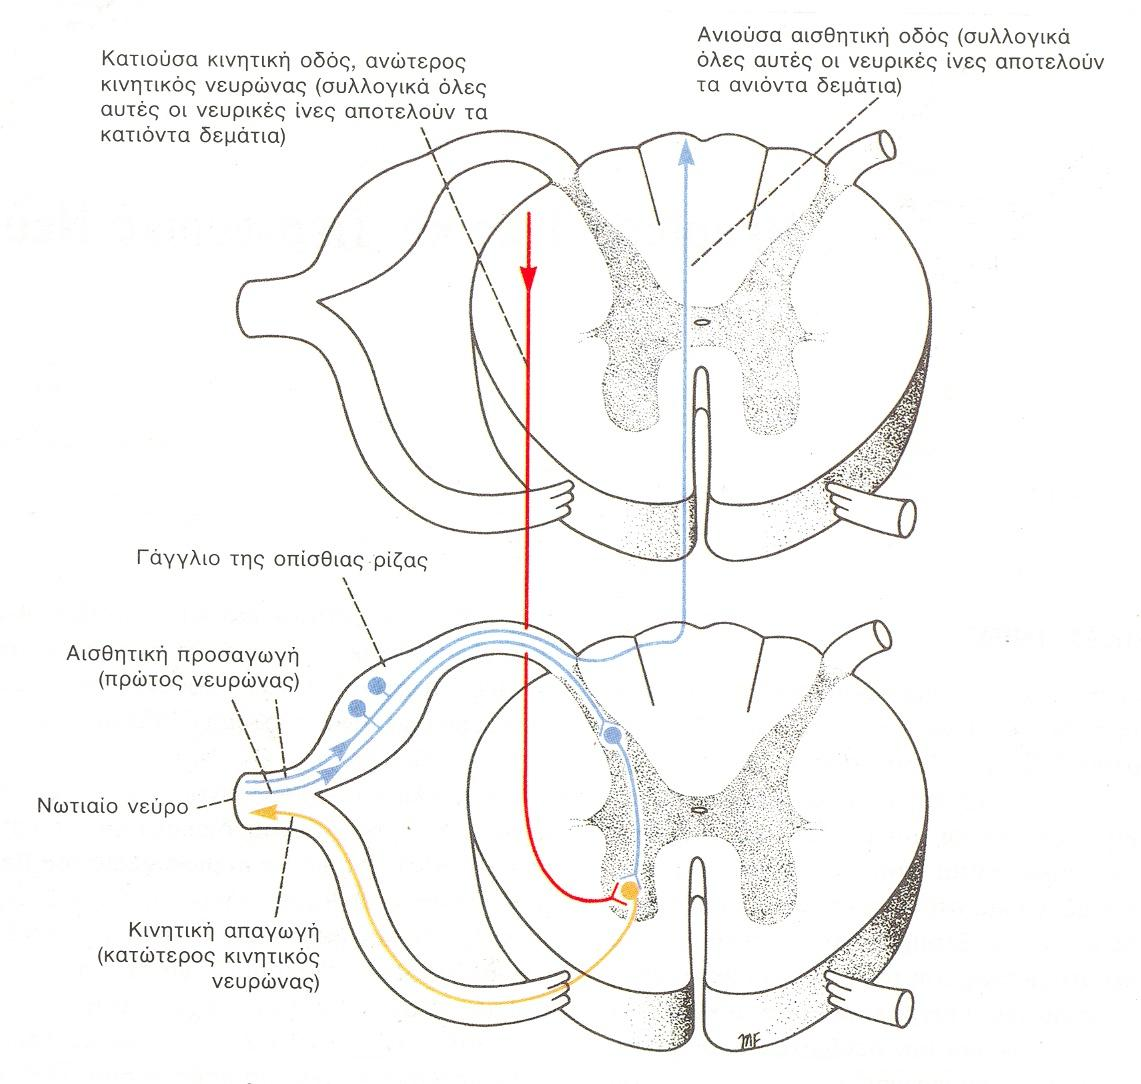 Κατιούσα κινητική οδός, ανώτερος
κινητικός νευρώνας (συλλογικά όλες
αυτές οι νευρικές ίνες αποτελούν τα
κατιόντα δεμάτια)
Ανιούσα αισθητική οδός (συλλογικά
όλες αυτές οι νευρικές ίνες αποτελούν
τα ανιόντα δεμάτια)
Γάγγλιο της οπίσθιας ρίζας
Αισθητική προσαγωγή
(πρώτος νευρώνας)
Νωτιαίο νεύρο
Κινητική απαγωγή
(κατώτερος κινητικός
νευρώνας)
MF